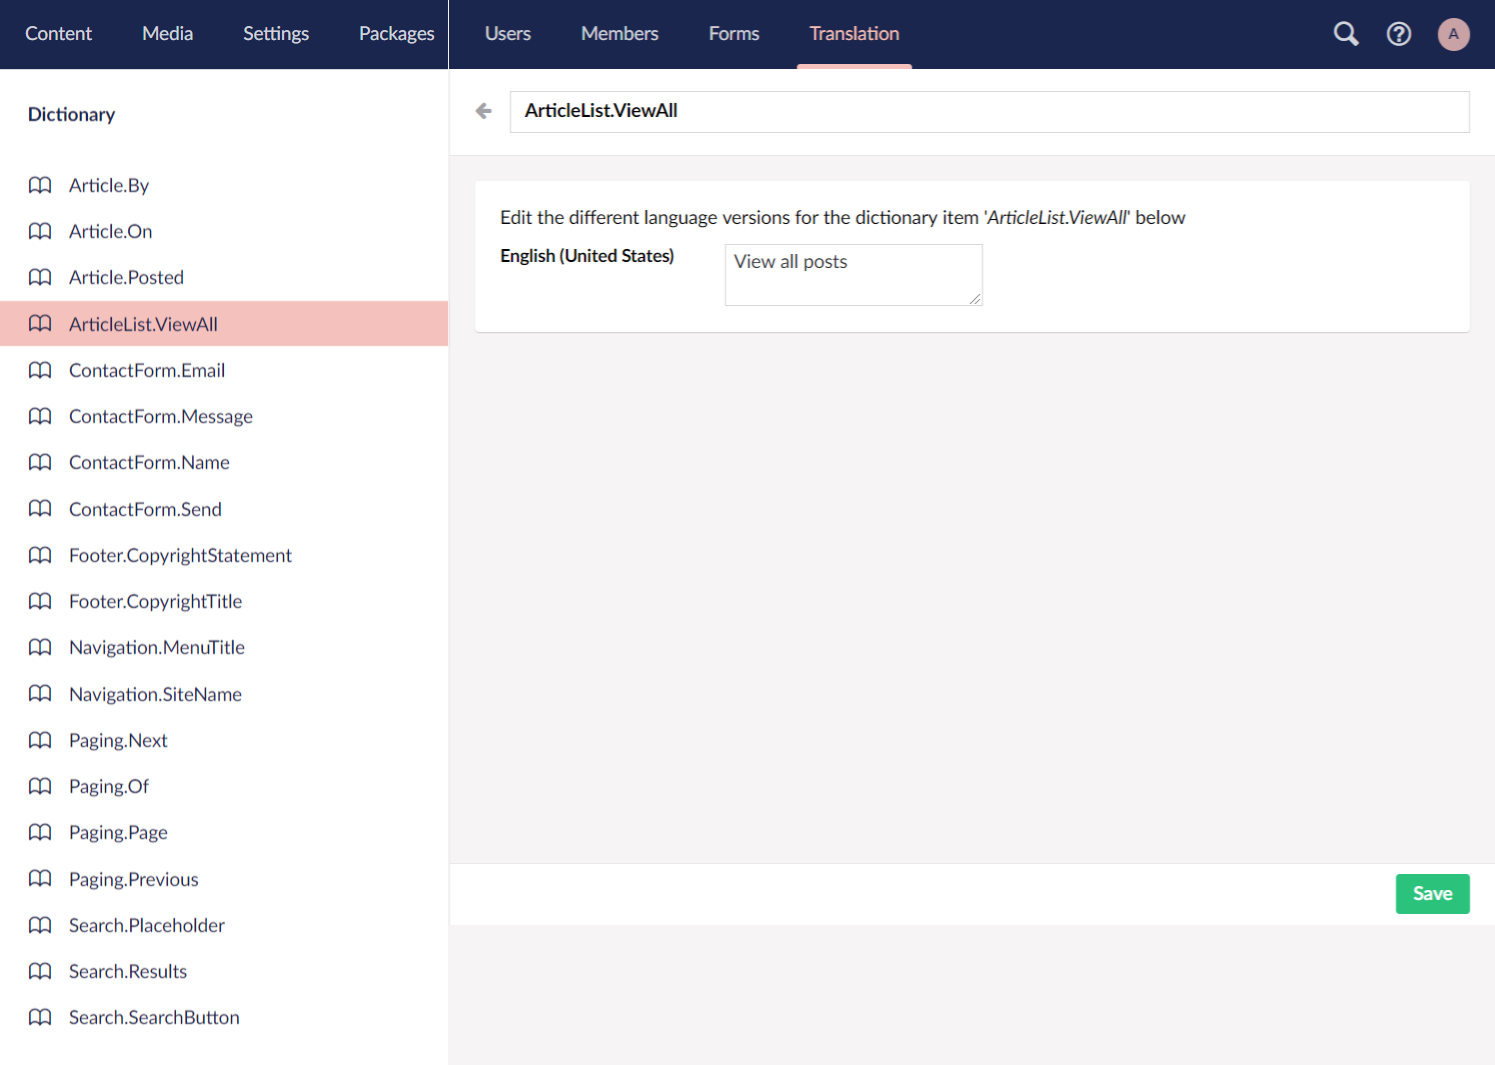 Content Media Settings Packages Users Members Forms Translation A
Dictionary
Article.By
Article.On
Article.Posted
ArticleList.ViewAll
ContactForm.Email
ContactForm.Message
ContactForm.Name
ContactForm.Send
Footer.CopyrightStatement
Footer.CopyrightTitle
Navigation.MenuTitle
Navigation.SiteName
Paging.Next
Paging.Of
Paging.Page
Paging.Previous
Search.Placeholder
Search.Results
Search.SearchButton
ArticleList.ViewAll
Edit the different language versions for the dictionary item 'ArticleList.ViewAll' below
English (United States)
View all posts
Save